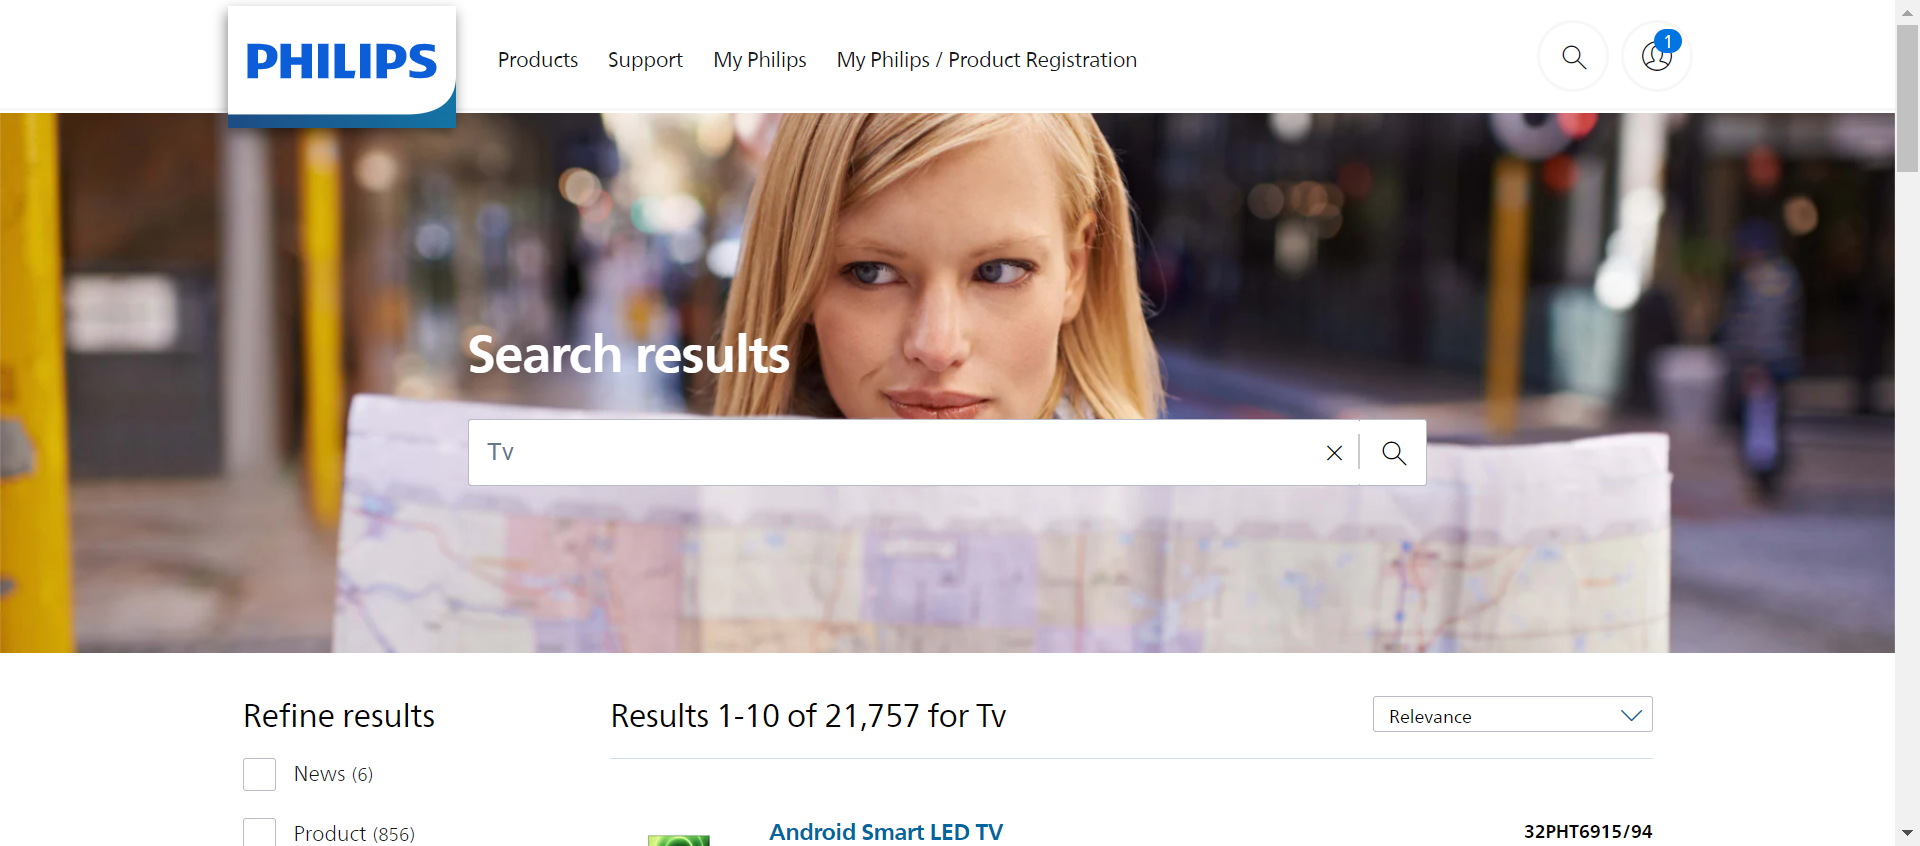 PHILIPS
Products
Support
My Philips
My Philips / Product Registration
1
Search results
Tv
Refine results
Results 1-10 of 21,757 for Tv
Relevance
News (6)
Product (856)
Android Smart LED TV
32PHT6915/94